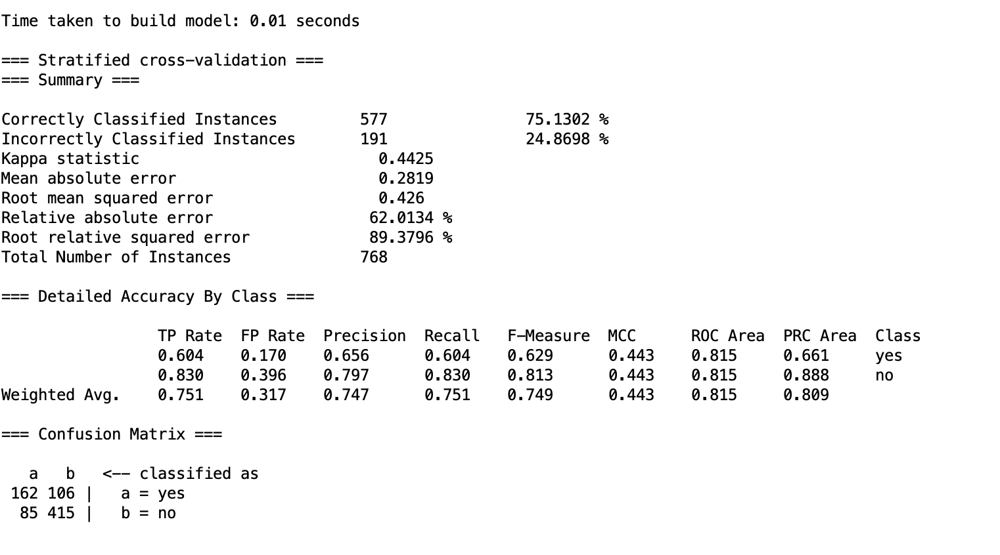 Time taken to build model: 0.01 seconds
=== Stratified cross-validation ===
=== Summary ===
Correctly Classified Instances         577               75.1302 %
Incorrectly Classified Instances       191               24.8698 %
Kappa statistic                          0.4425
Mean absolute error                      0.2819
Root mean squared error                  0.426
Relative absolute error                 62.0134 %
Root relative squared error             89.3796 %
Total Number of Instances              768
=== Detailed Accuracy By Class ===
                 TP Rate  FP Rate  Precision  Recall   F-Measure  MCC      ROC Area  PRC Area  Class
                 0.604    0.170    0.656      0.604    0.629      0.443    0.815     0.661     yes
                 0.830    0.396    0.797      0.830    0.813      0.443    0.815     0.888     no
Weighted Avg.    0.751    0.317    0.747      0.751    0.749      0.443    0.815     0.809
=== Confusion Matrix ===
   a   b   <-- classified as
 162 106 |   a = yes
  85 415 |   b = no